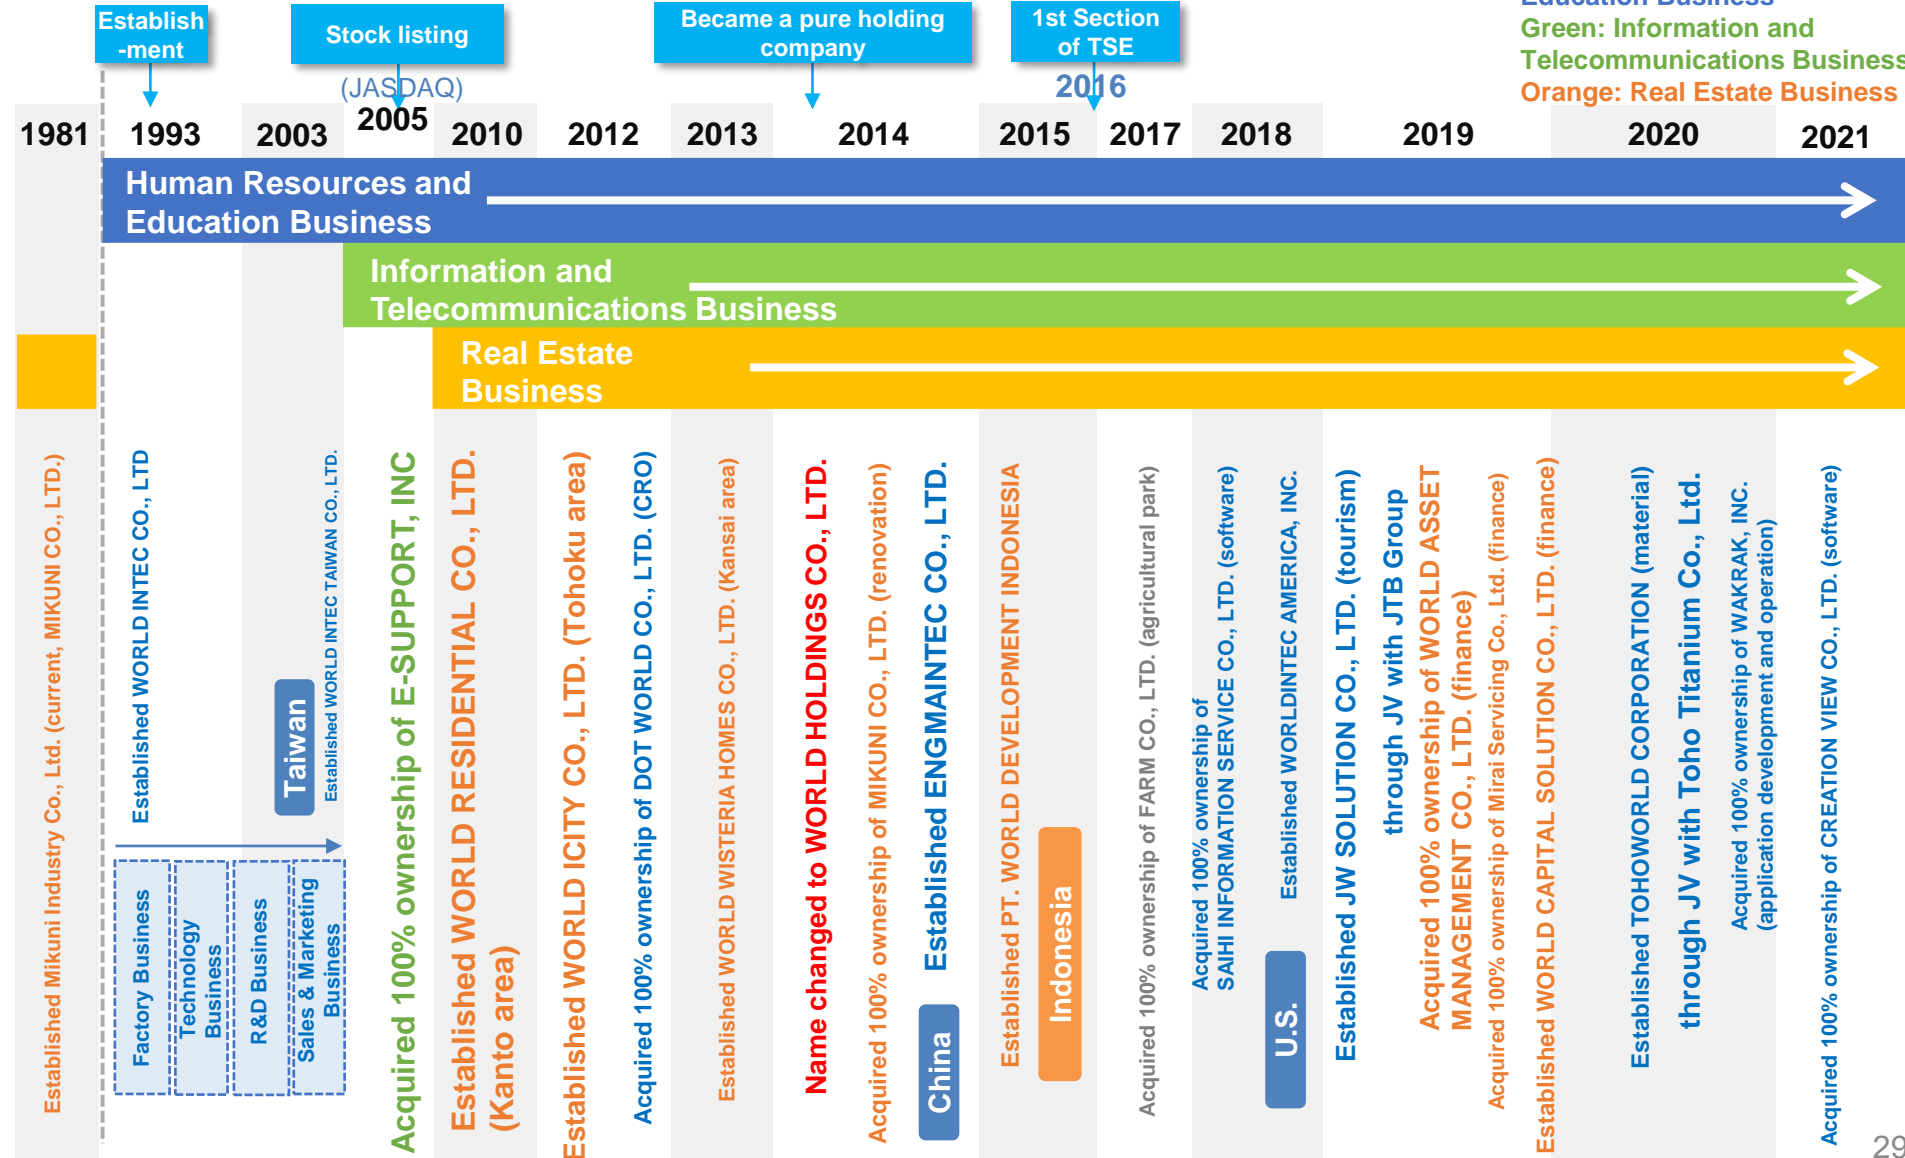 Establish
-ment
Stock listing
Became a pure holding
company
1st Section
of TSE
Education Business
Green: Information and
Telecommunications Business
Orange: Real Estate Business
(JASDAQ)
2016
1981
1993
2003
2005
2010
2012
2013
2014
2015
2017
2018
2019
2020
2021
Human Resources and
Education Business
Information and
Telecommunications Business
Real Estate
Business
Established Mikuni Industry Co., Ltd. (current, MIKUNI CO., LTD.)
Established WORLD INTEC CO., LTD
Taiwan
Established WORLD INTEC TAIWAN CO., LTD.
Factory Business
Technology
Business
R&D Business
Sales & Marketing
Business
Acquired 100% ownership of E-SUPPORT, INC
Established WORLD RESIDENTIAL CO., LTD.
(Kanto area)
Established WORLD ICITY CO., LTD. (Tohoku area)
Acquired 100% ownership of DOT WORLD CO., LTD. (CRO)
Established WORLD WISTERIA HOMES CO., LTD. (Kansai area)
Name changed to WORLD HOLDINGS CO., LTD.
Acquired 100% ownership of MIKUNI CO., LTD. (renovation)
Established ENGMAINTEC CO., LTD.
China
Established PT. WORLD DEVELOPMENT INDONESIA
Indonesia
Acquired 100% ownership of FARM CO., LTD. (agricultural park)
Acquired 100% ownership of
SAIHI INFORMATION SERVICE CO., LTD. (software)
Established WORLDINTEC AMERICA, INC.
U.S.
Established JW SOLUTION CO., LTD. (tourism)
through JV with JTB Group
Acquired 100% ownership of WORLD ASSET
MANAGEMENT CO., LTD. (finance)
Acquired 100% ownership of Mirai Servicing Co., Ltd. (finance)
Established WORLD CAPITAL SOLUTION CO., LTD. (finance)
Established TOHOWORLD CORPORATION (material)
through JV with Toho Titanium Co., Ltd.
Acquired 100% ownership of WAKRAK, INC.
(application development and operation)
Acquired 100% ownership of CREATION VIEW CO., LTD. (software)
29